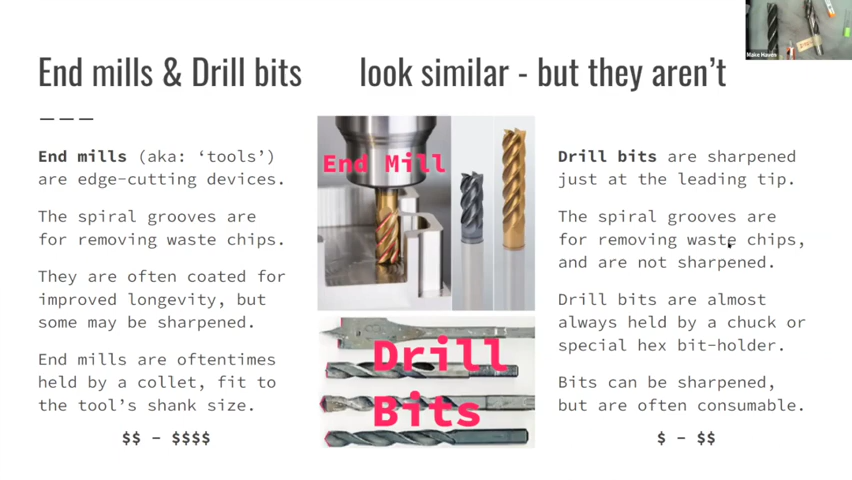 End mills & Drill bits look similar - but they aren't
Make Haven
End mills (aka: 'tools')
are edge-cutting devices.
The spiral grooves are
for removing waste chips.
They are often coated for
improved longevity, but
some may be sharpened.
End mills are oftentimes
held by a collet, fit to
the tool's shank size.
$$ - $$$$
End Mill
Drill
Bits
Drill bits are sharpened
just at the leading tip.
The spiral grooves are
for removing waste chips,
and are not sharpened.
Drill bits are almost
always held by a chuck or
special hex bit-holder.
Bits can be sharpened,
but are often consumable.
$ - $$